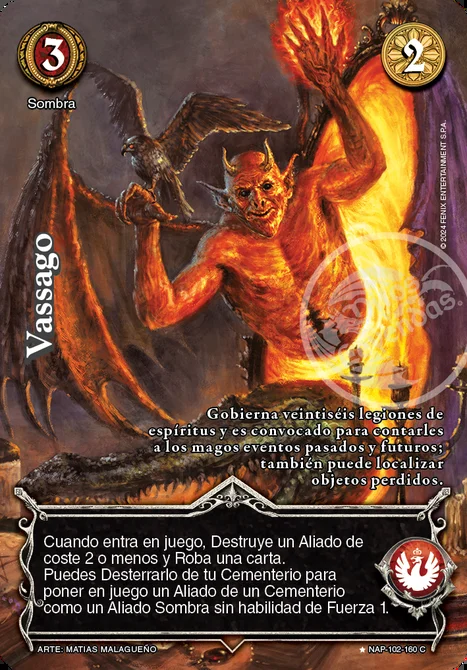 3
2
Sombra
© 2024 FENIX ENTERTAINMENT S.P.A.
Vassago
Gobierna veintiséis legiones de
espíritus y es convocado para contarles
a los magos eventos pasados y futuros;
también puede localizar
objetos perdidos.
Cuando entra en juego, Destruye un Aliado de
coste 2 o menos y Roba una carta.
Puedes Desterrarlo de tu Cementerio para
poner en juego un Aliado de un Cementerio
como un Aliado Sombra sin habilidad de Fuerza 1.
ARTE: MATIAS MALAGUEÑO
★ NAP-102-160 C